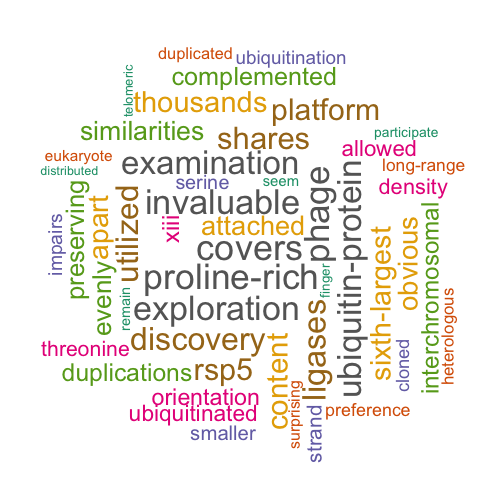 duplicated
ubiquitination
telomeric
complemented
thousands
platform
similarities
shares
participate
allowed
eukaryote
examination
long-range
distributed
serine
seem
density
invaluable
phage
preserving
apart
utilized
xiii
attached
ubiquitin-protein
impairs
covers
sixth-largest
obvious
interchromosomal
evenly
proline-rich
finger
remain
exploration
heterologous
discovery
ligases
cloned
threonine
content
duplications
rsp5
orientation
surprising
strand
preference
ubiquitinated
smaller